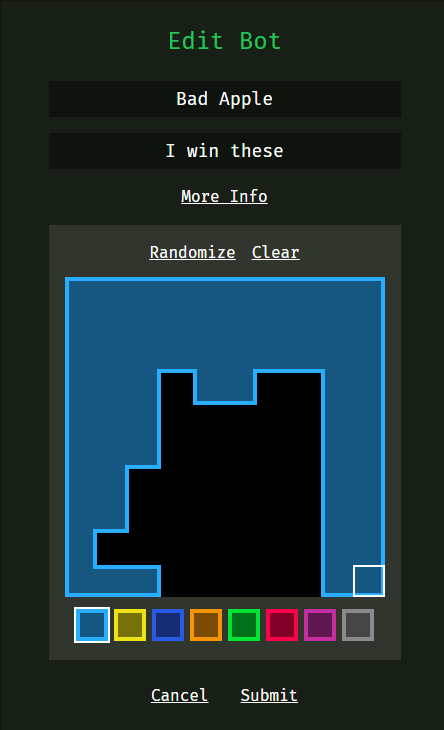 Edit Bot
Bad Apple
I win these
More Info
Randomize Clear
Cancel Submit